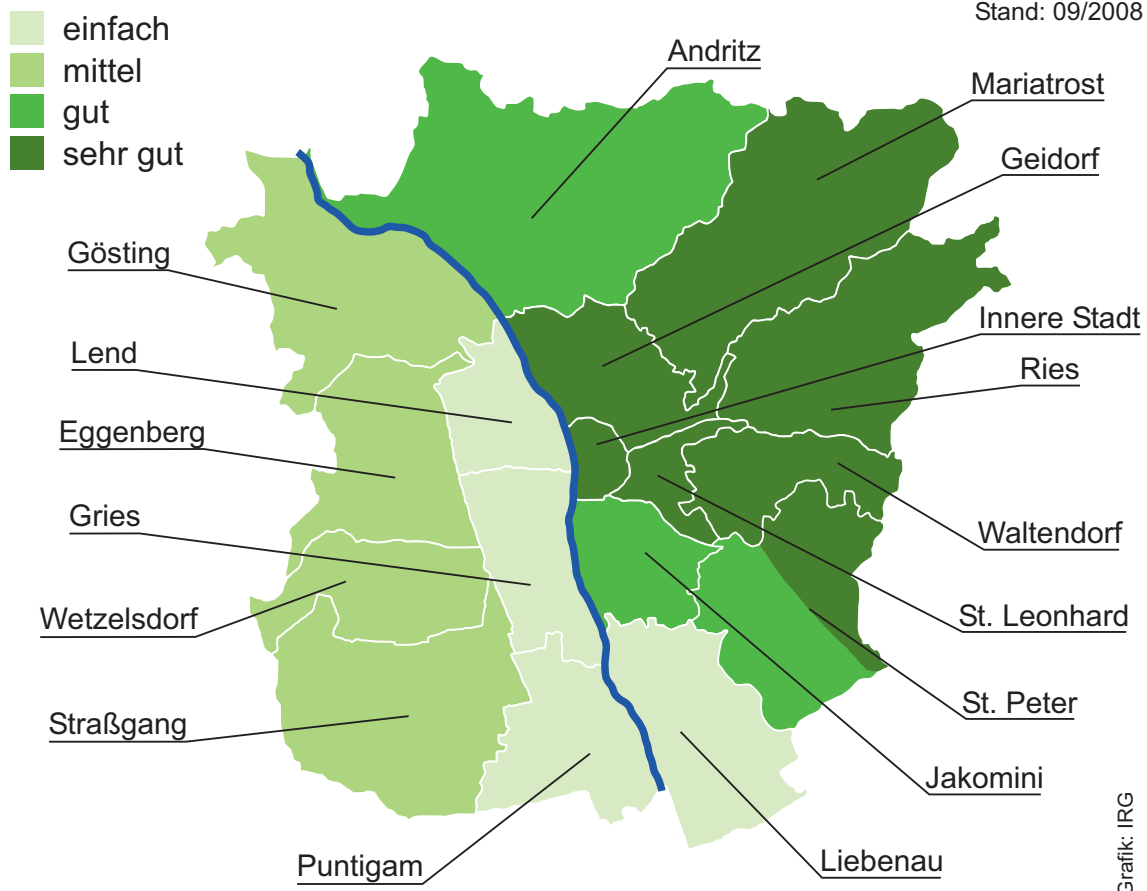 einfach
mittel
gut
sehr gut
Stand: 09/2008
Andritz
Mariatrost
Geidorf
Gösting
Innere Stadt
Lend
Ries
Eggenberg
Gries
Waltendorf
Wetzelsdorf
St. Leonhard
St. Peter
Straßgang
Jakomini
Puntigam
Liebenau
Grafik: IRG